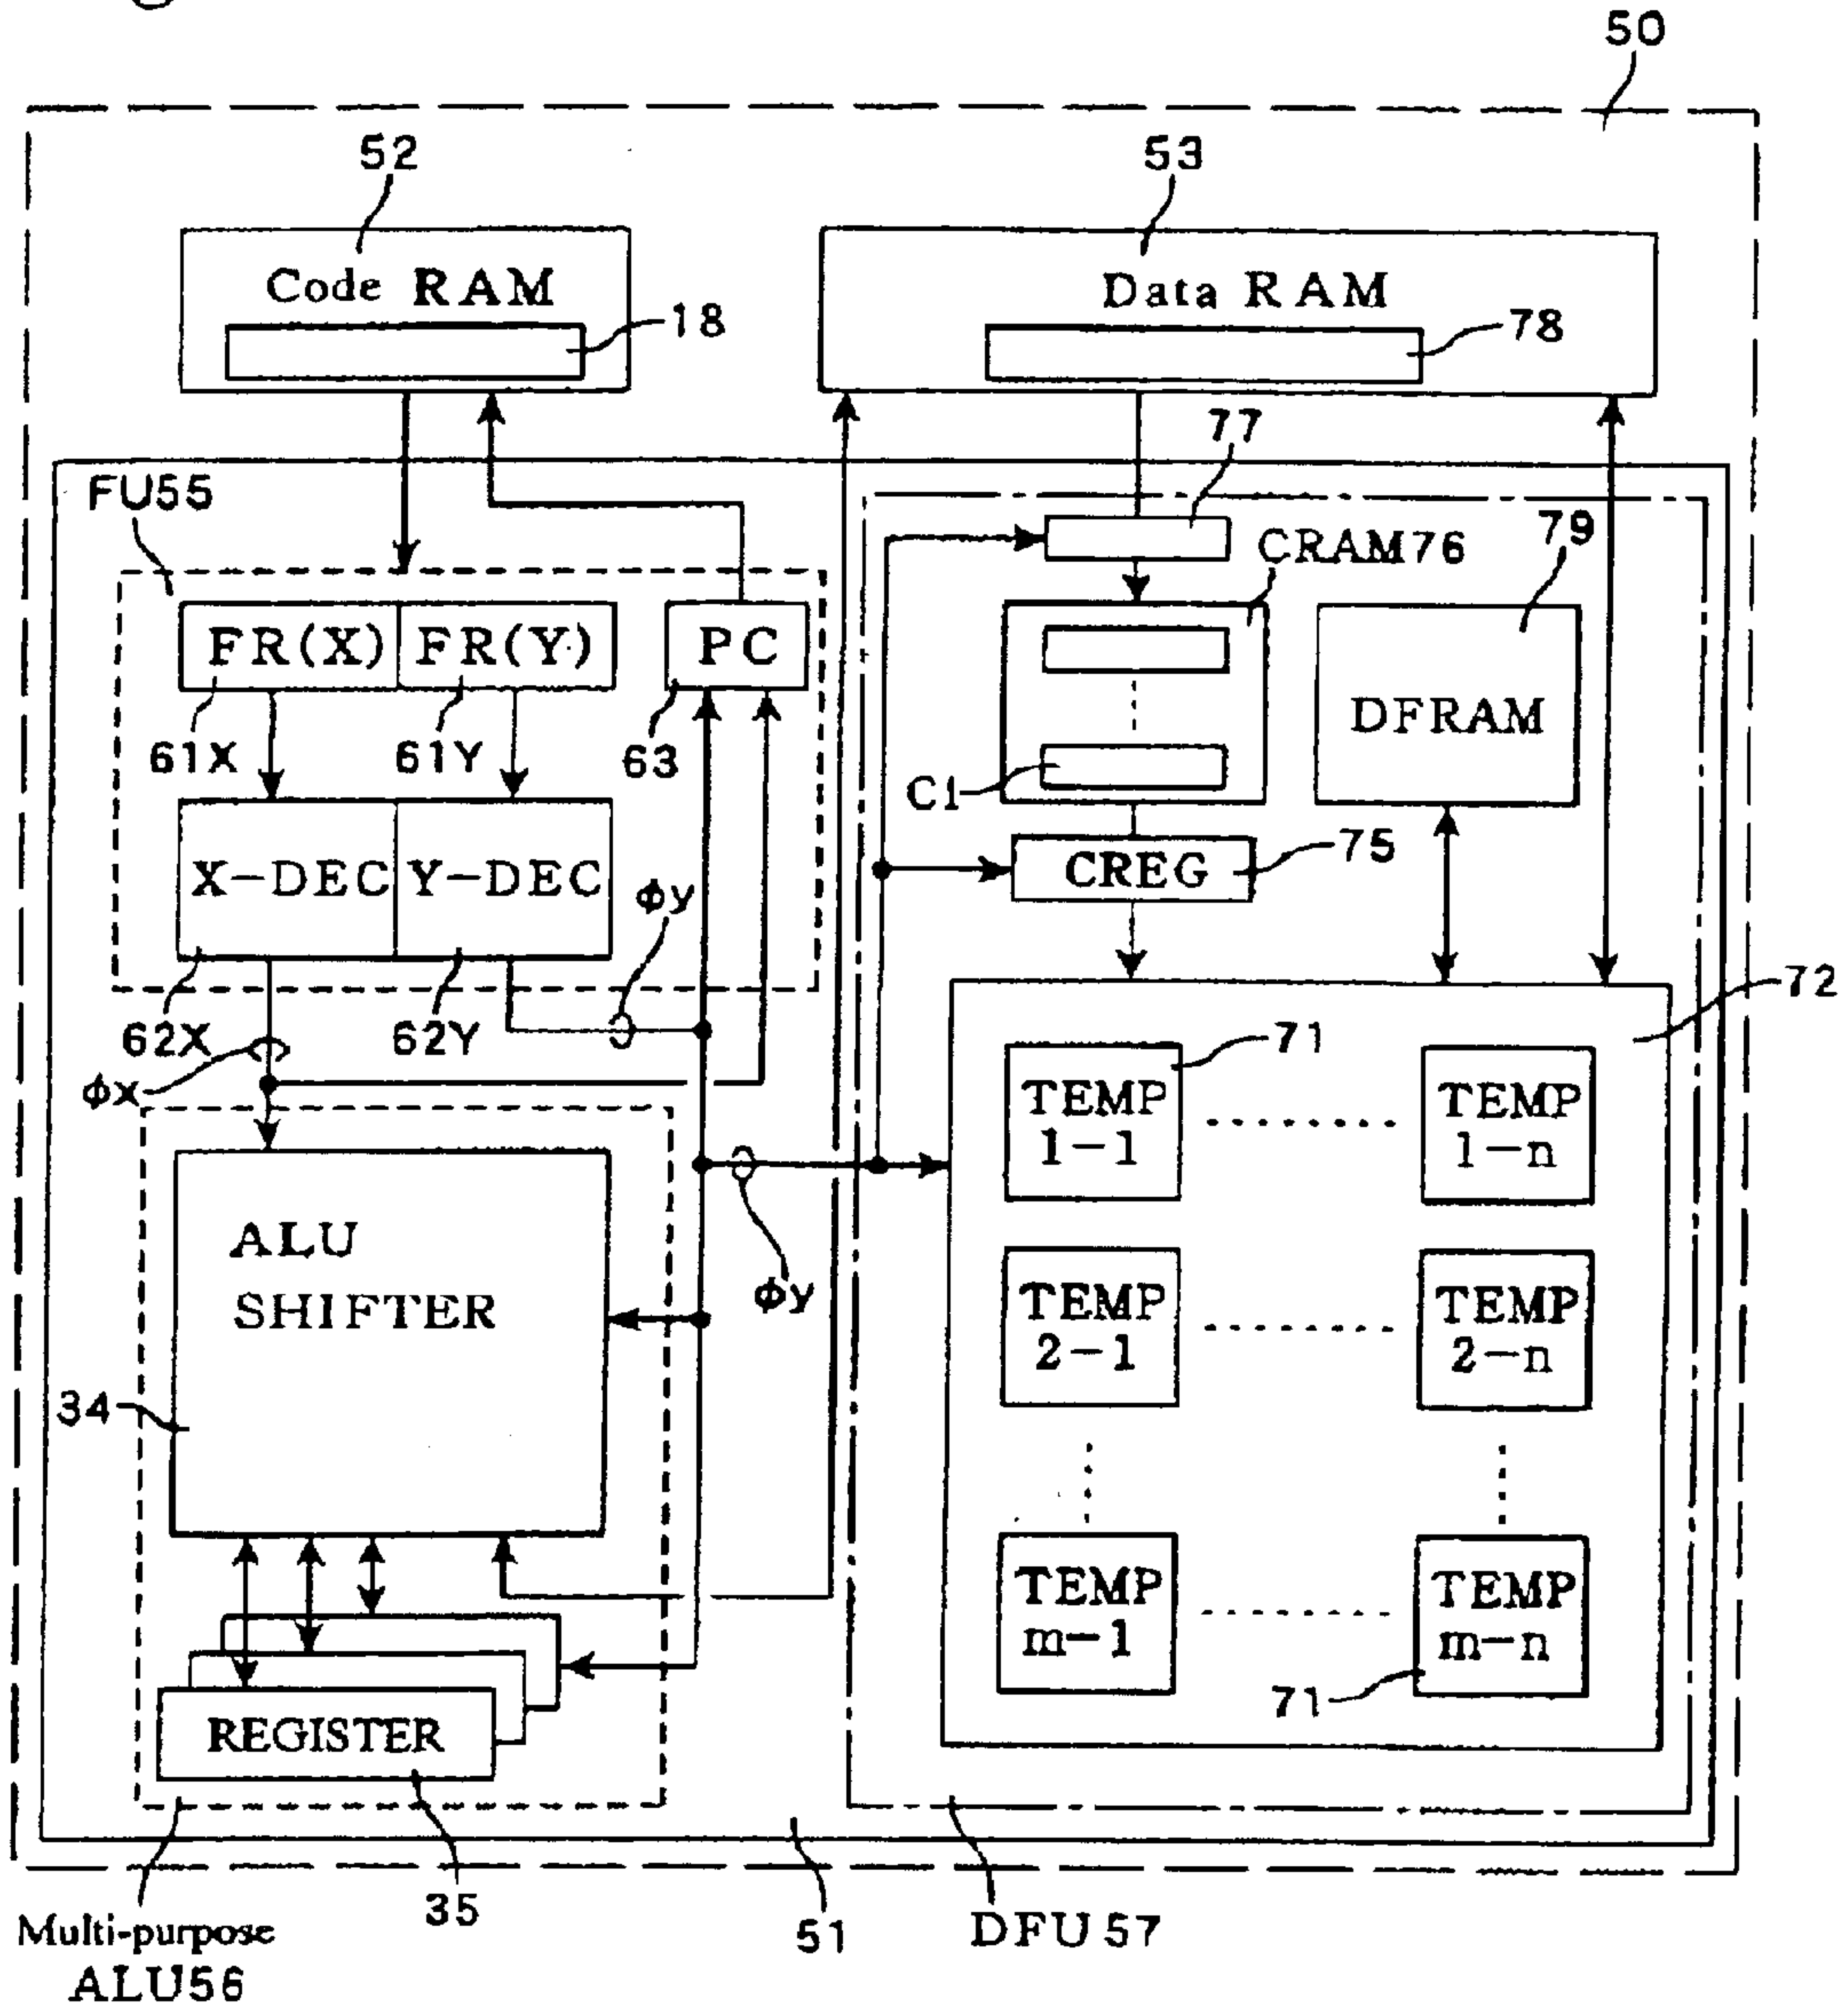 50
52
53
Code RAM
18
Data RAM
78
77
FU55
79
CRAM76
FR(X)
FR(Y)
PC
DFRAM
61X
61Y
63
C1
CREG
75
X-DEC
Y-DEC
φy
72
62X
62Y
φx
71
TEMP
1-1
TEMP
1-n
ALU
SHIFTER
φy
TEMP
2-1
TEMP
2-n
34
TEMP
m-1
TEMP
m-n
71
REGISTER
35
51
DFU57
Multi-purpose
ALU56